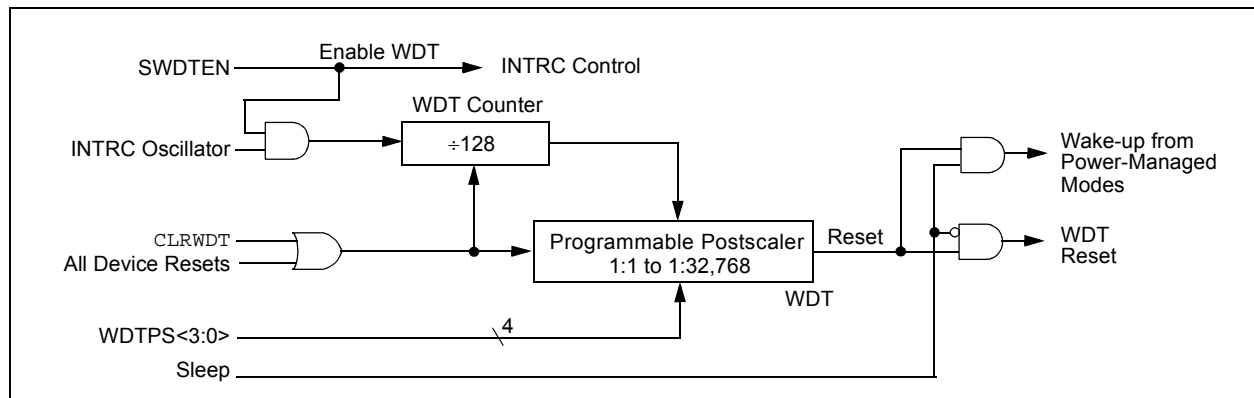 Enable WDT
SWDTEN
INTRC Control
WDT Counter
INTRC Oscillator
÷128
Wake-up from
Power-Managed
Modes
CLRWDT
All Device Resets
Programmable Postscaler
1:1 to 1:32,768
Reset
WDT
WDT
Reset
4
WDTPS<3:0>
Sleep